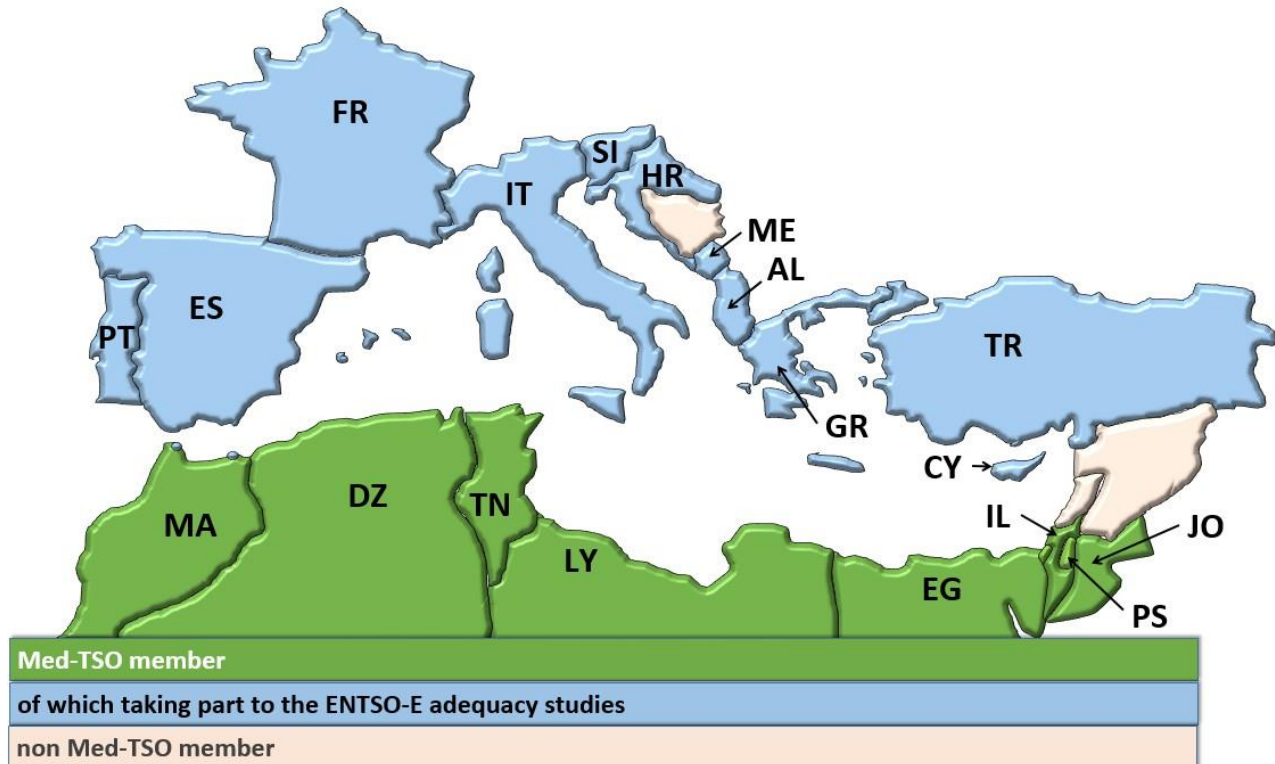 FR
SI
HR
IT
ME
AL
ES
PT
TR
GR
CY
DZ
TN
MA
IL
JO
LY
EG
PS
Med-TSO member
of which taking part to the ENTSO-E adequacy studies
non Med-TSO member